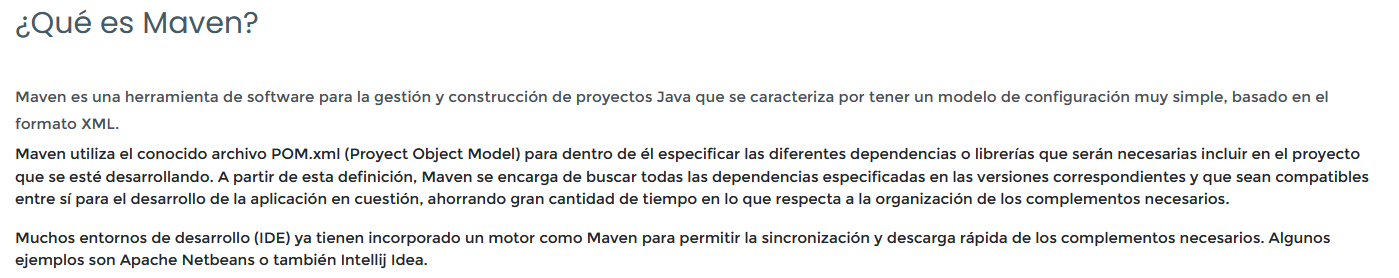 ¿Qué es Maven?
Maven es una herramienta de software para la gestión y construcción de proyectos Java que se caracteriza por tener un modelo de configuración muy simple, basado en el
formato XML.
Maven utiliza el conocido archivo POM.xml (Proyect Object Model) para dentro de él especificar las diferentes dependencias o librerías que serán necesarias incluir en el proyecto
que se esté desarrollando. A partir de esta definición, Maven se encarga de buscar todas las dependencias especificadas en las versiones correspondientes y que sean compatibles
entre sí para el desarrollo de la aplicación en cuestión, ahorrando gran cantidad de tiempo en lo que respecta a la organización de los complementos necesarios.
Muchos entornos de desarrollo (IDE) ya tienen incorporado un motor como Maven para permitir la sincronización y descarga rápida de los complementos necesarios. Algunos
ejemplos son Apache Netbeans o también Intellij Idea.